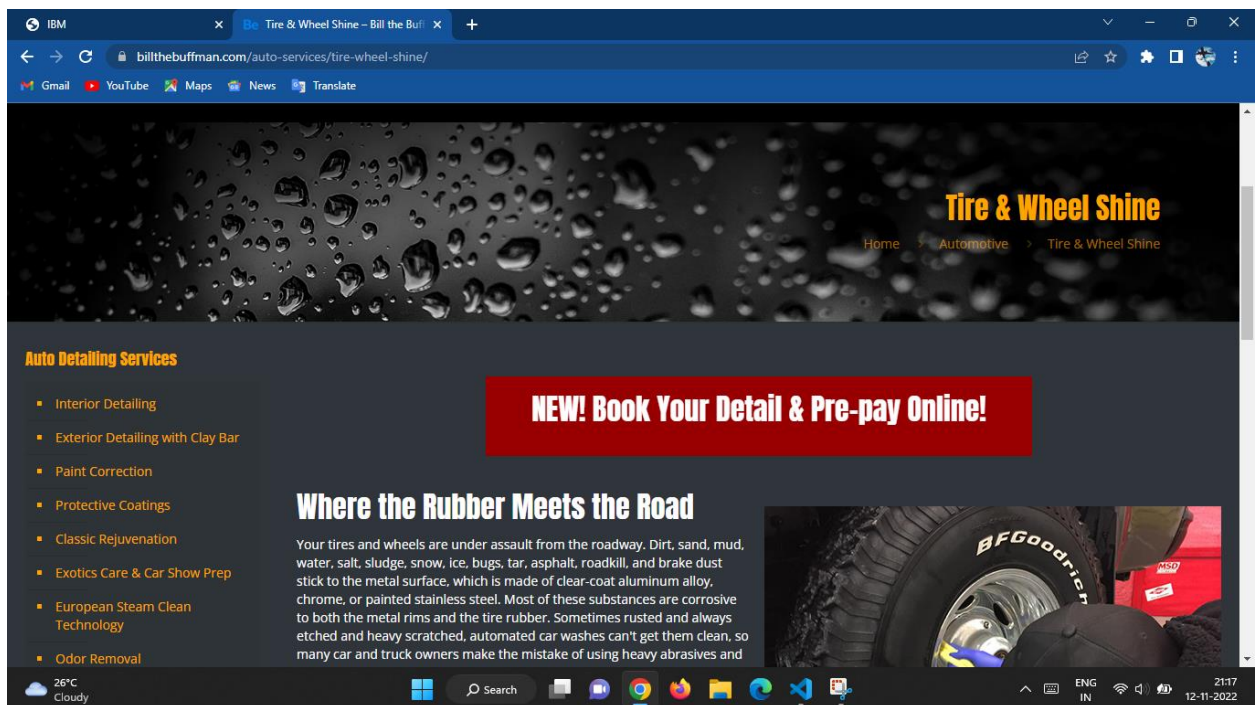 IBM
Be Tire & Wheel Shine – Bill the Buff
billthebuffman.com/auto-services/tire-wheel-shine/
Gmail YouTube Maps News Translate
Tire & Wheel Shine
Home > Automotive > Tire & Wheel Shine
Auto Detailing Services
Interior Detailing
Exterior Detailing with Clay Bar
Paint Correction
Protective Coatings
Classic Rejuvenation
Exotics Care & Car Show Prep
European Steam Clean
Technology
Odor Removal
NEW! Book Your Detail & Pre-pay Online!
Where the Rubber Meets the Road
Your tires and wheels are under assault from the roadway. Dirt, sand, mud,
water, salt, sludge, snow, ice, bugs, tar, asphalt, roadkill, and brake dust
stick to the metal surface, which is made of clear-coat aluminum alloy,
chrome, or painted stainless steel. Most of these substances are corrosive
to both the metal rims and the tire rubber. Sometimes rusted and always
etched and heavy scratched, automated car washes can't get them clean, so
many car and truck owners make the mistake of using heavy abrasives and
BFGoodrich
MSD
26°C
Cloudy
Search
ENG
IN
21:17
12-11-2022